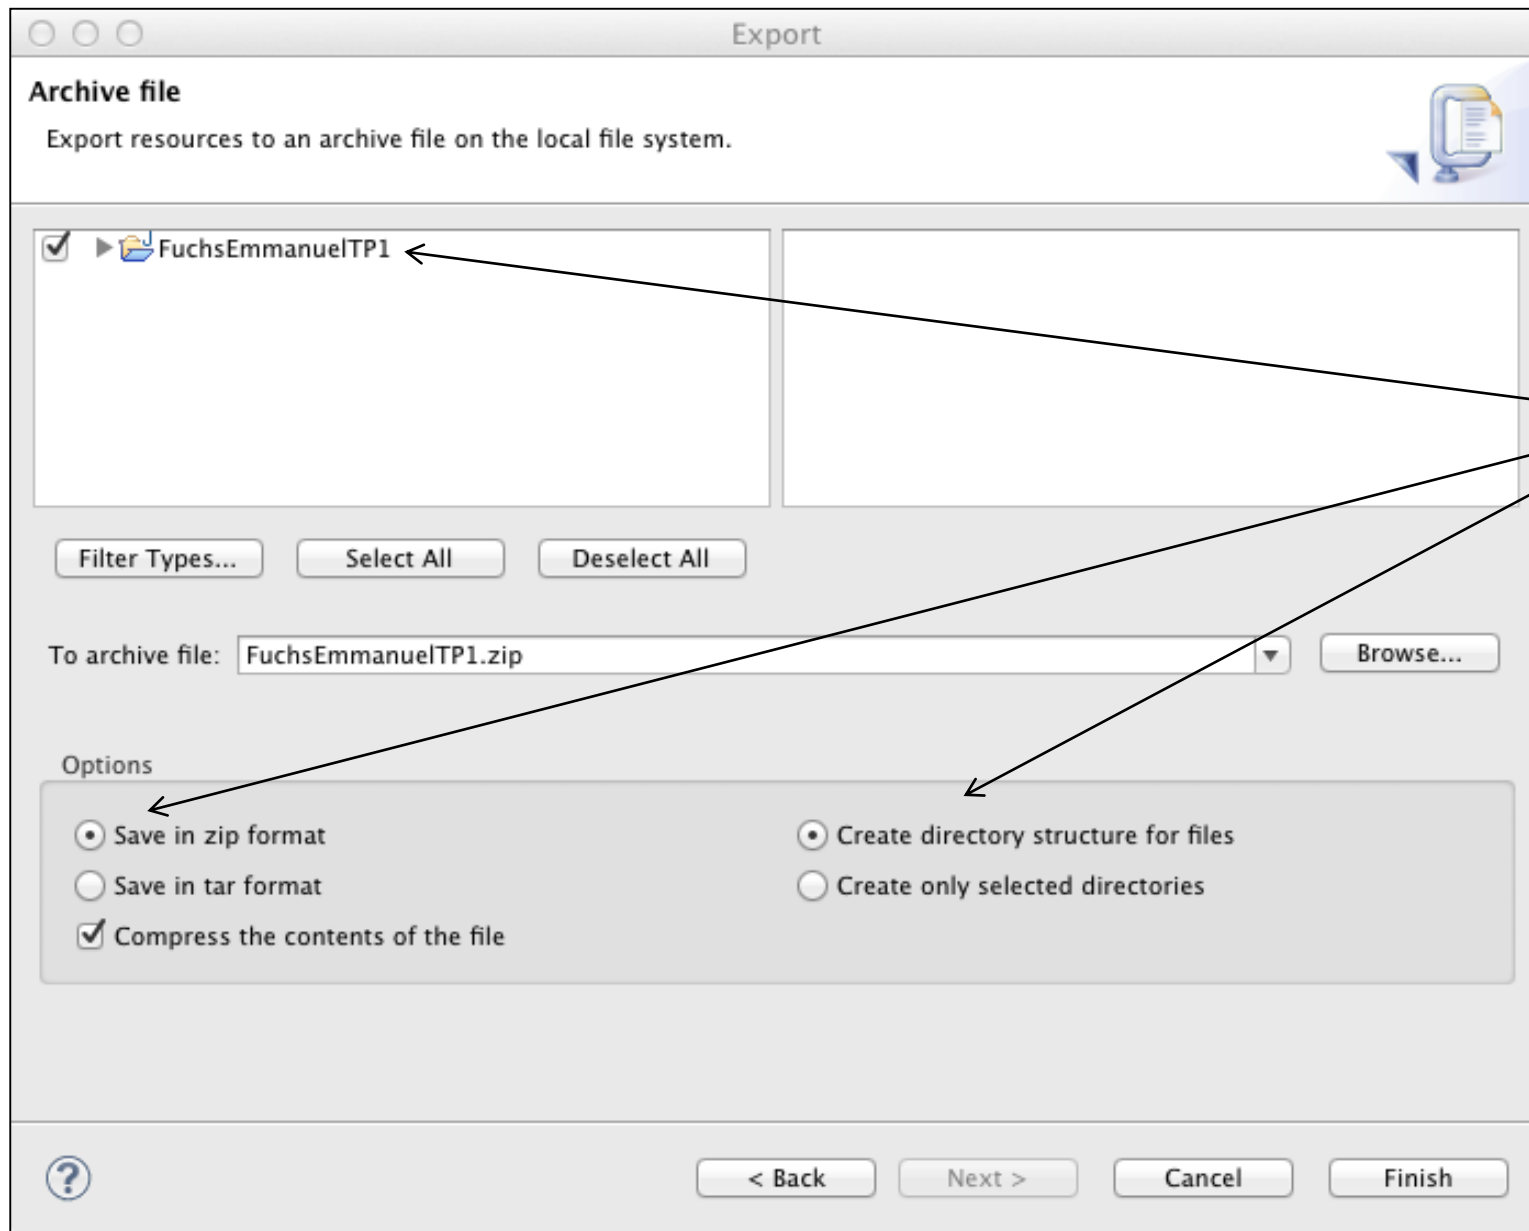 Export
Archive file
Export resources to an archive file on the local file system.
FuchsEmmanuelTP1
Filter Types...
Select All
Deselect All
To archive file:
FuchsEmmanuelTP1.zip
Browse...
Options
Save in zip format
Create directory structure for files
Save in tar format
Create only selected directories
Compress the contents of the file
?
< Back
Next >
Cancel
Finish